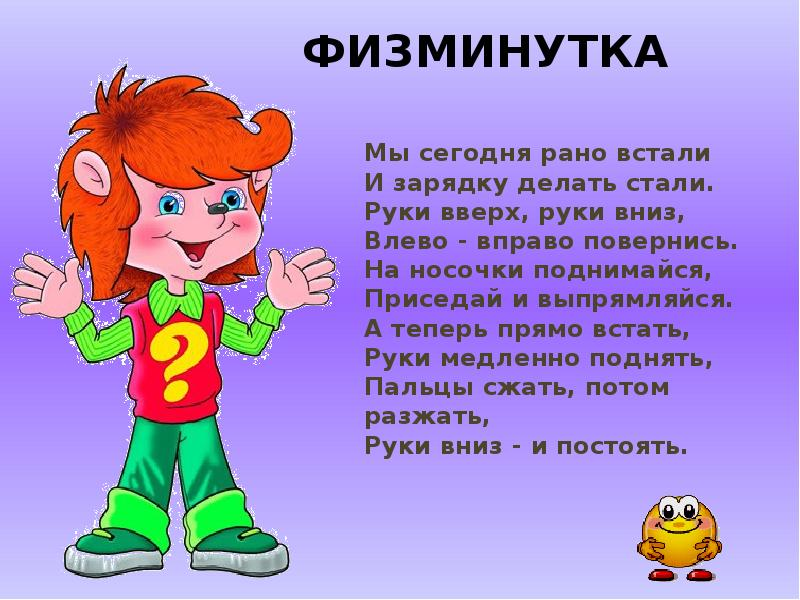 ФИЗМИНУТКА
Мы сегодня рано встали
И зарядку делать стали.
Руки вверх, руки вниз,
Влево - вправо повернись.
На носочки поднимайся,
Приседай и выпрямляйся.
А теперь прямо встать,
Руки медленно поднять,
Пальцы сжать, потом
разжать,
Руки вниз - и постоять.
?